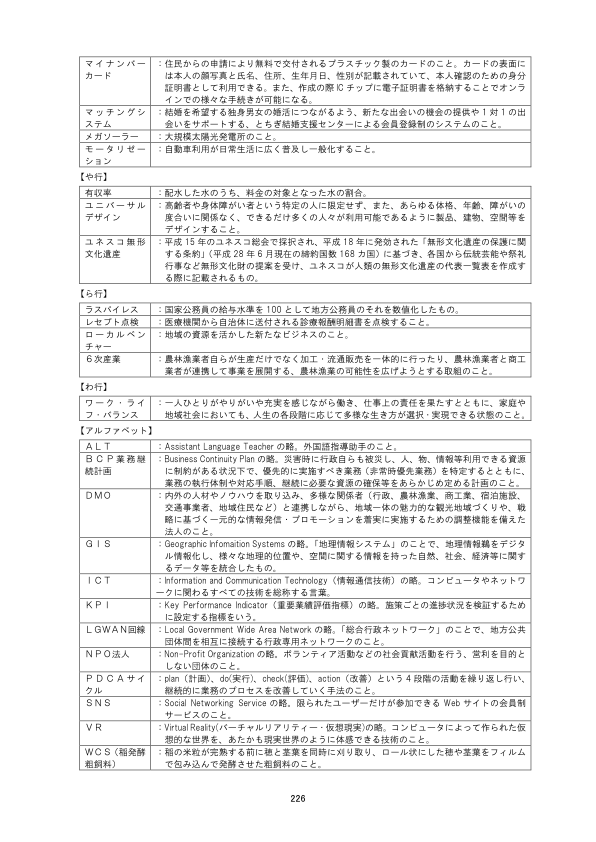 マイナンバー ：住民からの申請により無料で交付されるプラスチック製のカードのこと。カードの表面に
カード は本人の顔写真と氏名、住所、生年月日、性別が記載されていて、本人確認のための身分
証明書として利用できる。また、作成の際 IC チップに電子証明書を格納することでオンラ
インでの様々な手続きが可能になる。
マッチングシ ：結婚を希望する独身男女の婚活につながるよう、新たな出会いの機会の提供や 1 対 1 の出
ステム 会いをサポートする、とちぎ結婚支援センターによる会員登録制のシステムのこと。
メガソーラー ：大規模太陽光発電所のこと。
モータリゼー ：自動車利用が日常生活に広く普及し一般化すること。
ション
【や行】
有収率 ：配水した水のうち、料金の対象となった水の割合。
ユニバーサル ：高齢者や身体障がい者という特定の人に限定せず、また、あらゆる体格、年齢、障がいの
デザイン 度合いに関係なく、できるだけ多くの人々が利用可能であるように製品、建物、空間等を
デザインすること。
ユネスコ無形 ：平成 15 年のユネスコ総会で採択され、平成 18 年に発効された「無形文化遺産の保護に関
文化遺産 する条約」（平成 28 年 6 月現在の締約国数 168 カ国）に基づき、各国から伝統芸能や祭礼
行事など無形文化財の提案を受け、ユネスコが人類の無形文化遺産の代表一覧表を作成す
る際に記載されるもの。
【ら行】
ラスパイレス ：国家公務員の給与水準を 100 として地方公務員のそれを数値化したもの。
レセプト点検 ：医療機関から自治体に送付される診療報酬明細書を点検すること。
ローカルベン ：地域の資源を活かした新たなビジネスのこと。
チャー
６次産業 ：農林漁業者自らが生産だけでなく加工・流通販売を一体的に行ったり、農林漁業者と商工
業者が連携して事業を展開する、農林漁業の可能性を広げようとする取組のこと。
【わ行】
ワーク・ライ ：一人ひとりがやりがいや充実を感じながら働き、仕事上の責任を果たすとともに、家庭や
フ・バランス 地域社会においても、人生の各段階に応じて多様な生き方が選択・実現できる状態のこと。
【アルファベット】
ＡＬＴ ：Assistant Language Teacher の略。外国語指導助手のこと。
ＢＣＰ業務継 ：Business Continuity Plan の略。災害時に行政自らも被災し、人、物、情報等利用できる資源
続計画 に制約がある状況下で、優先的に実施すべき業務（非常時優先業務）を特定するとともに、
業務の執行体制や対応手順、継続に必要な資源の確保等をあらかじめ定める計画のこと。
DMO ：内外の人材やノウハウを取り込み、多様な関係者（行政、農林漁業、商工業、宿泊施設、
交通事業者、地域住民など）と連携しながら、地域一体の魅力的な観光地域づくりや、戦
略に基づく一元的な情報発信・プロモーションを着実に実施するための調整機能を備えた
法人のこと。
ＧＩＳ ：Geographic Infomaition Systems の略。「地理情報システム」のことで、地理情報鵜をデジタ
ル情報化し、様々な地理的位置や、空間に関する情報を持った自然、社会、経済等に関す
るデータ等を統合したもの。
ＩＣＴ ：Information and Communication Technology（情報通信技術）の略。コンピュータやネットワ
ークに関わるすべての技術を総称する言葉。
ＫＰＩ ：Key Performance Indicator（重要業績評価指標）の略。施策ごとの進捗状況を検証するため
に設定する指標をいう。
ＬＧＷＡＮ回線 ：Local Government Wide Area Network の略。「総合行政ネットワーク」のことで、地方公共
団体間を相互に接続する行政専用ネットワークのこと。
ＮＰＯ法人 ：Non-Profit Organization の略。ボランティア活動などの社会貢献活動を行う、営利を目的と
しない団体のこと。
ＰＤＣＡサイ ：plan（計画）、do(実行)、check(評価)、action（改善）という 4 段階の活動を繰り返し行い、
クル 継続的に業務のプロセスを改善していく手法のこと。
ＳＮＳ ：Social Networking Service の略。限られたユーザーだけが参加できる Web サイトの会員制
サービスのこと。
ＶＲ ：Virtual Reality(バーチャルリアリティー・仮想現実)の略。コンピュータによって作られた仮
想的な世界を、あたかも現実世界のように体感できる技術のこと。
ＷＣＳ（稲発酵 ：稲の米粒が完熟する前に穂と茎葉を同時に刈り取り、ロール状にした穂や茎葉をフィルム
粗飼料） で包み込んで発酵させた粗飼料のこと。
226